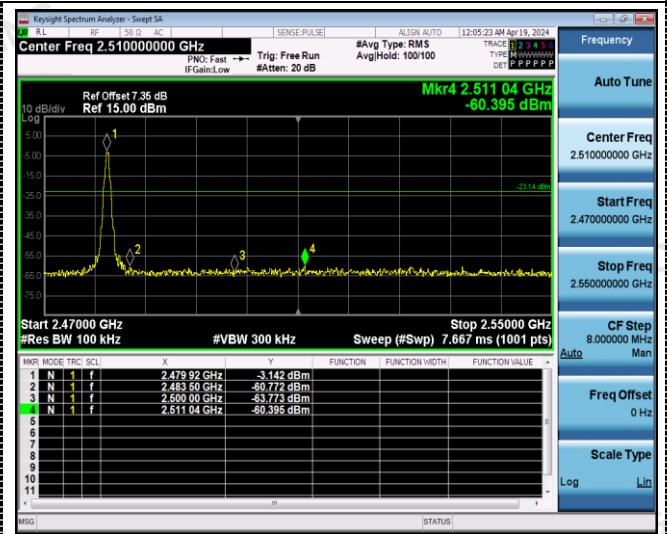 Keysight Spectrum Analyzer - Swept SA
RL RF 50 Ω AC SENSE:PULSE ALIGN AUTO 12:05:23 AM Apr 19, 2024
Center Freq 2.510000000 GHz #Avg Type: RMS TRACE 1 2 3 4 5 6
PNO: Fast Trig: Free Run Avg|Hold: 100/100 TYPE M W W W W W
IFGain:Low #Atten: 20 dB DET P P P P P P
Mkr4 2.511 04 GHz
-60.395 dBm
Ref Offset 7.35 dB
10 dB/div Ref 15.00 dBm
Log
5.00
-5.00
-15.0
-25.0
-35.0
-45.0
-55.0
-65.0
-75.0
1
2
3
4
-23.14 dBm
Start 2.47000 GHz Stop 2.55000 GHz
#Res BW 100 kHz #VBW 300 kHz Sweep (#Swp) 7.667 ms (1001 pts)
MKR MODE TRC SCL X Y FUNCTION FUNCTION WIDTH FUNCTION VALUE
1 N 1 f 2.479 92 GHz -3.142 dBm
2 N 1 f 2.483 50 GHz -60.772 dBm
3 N 1 f 2.500 00 GHz -63.773 dBm
4 N 1 f 2.511 04 GHz -60.395 dBm
5
6
7
8
9
10
11
MSG STATUS
Frequency
Auto Tune
Center Freq
2.510000000 GHz
Start Freq
2.470000000 GHz
Stop Freq
2.550000000 GHz
CF Step
8.000000 MHz
Auto Man
Freq Offset
0 Hz
Scale Type
Log Lin